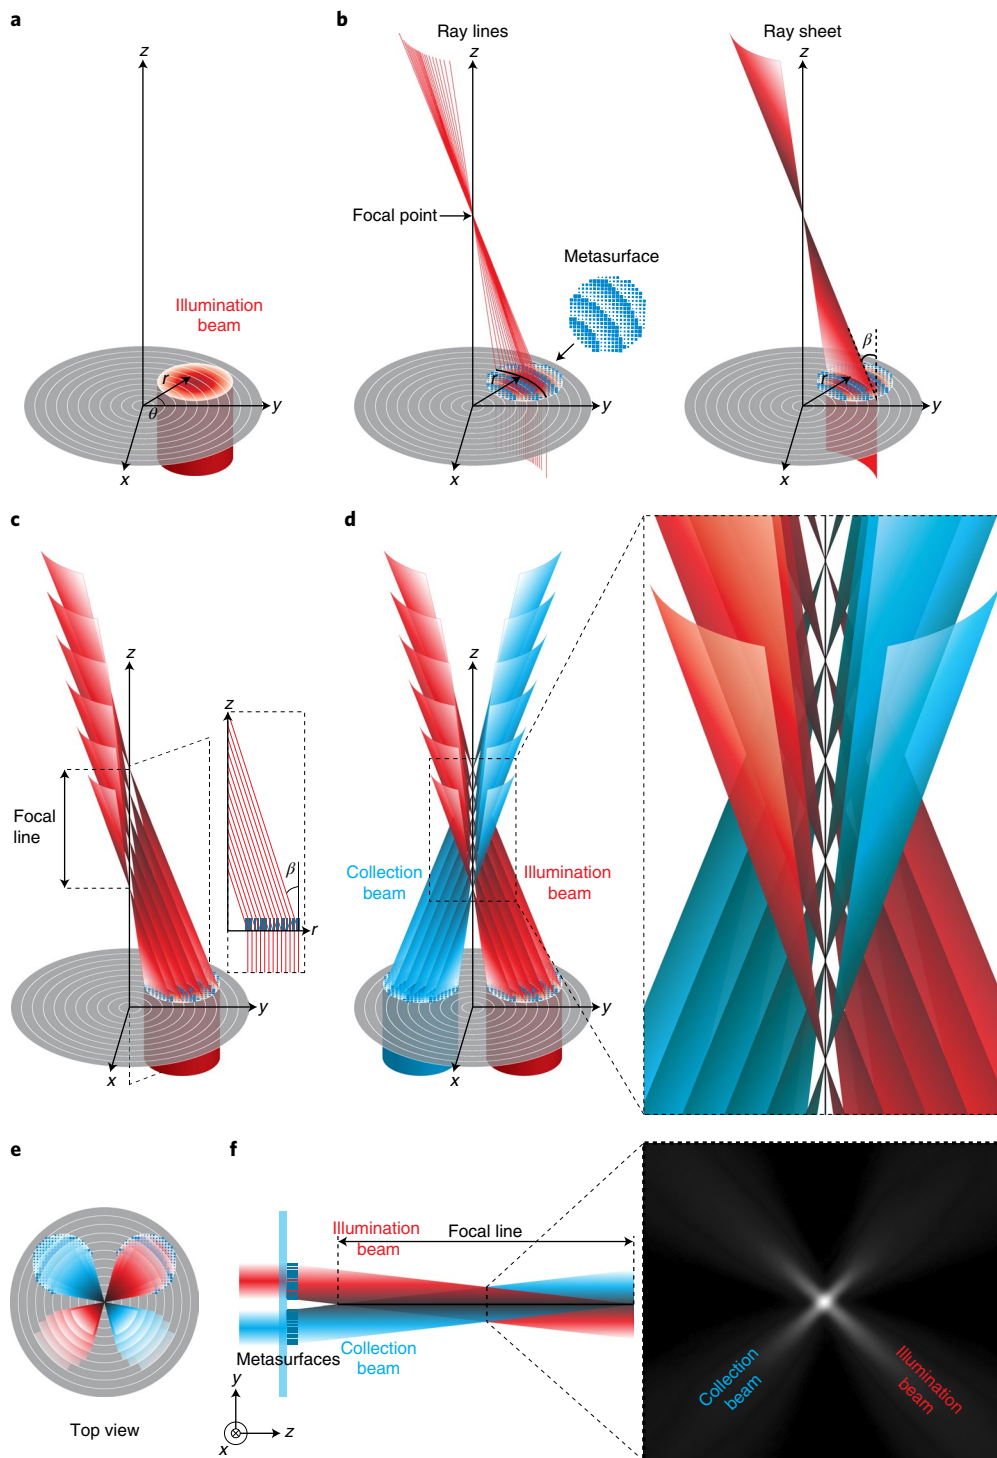 a
z
Illumination
beam
r
θ
y
x
b
Ray lines
z
Focal point
Metasurface
r
y
x
Ray sheet
z
β
r
y
x
c
z
Focal
line
z
β
r
y
x
d
z
Collection
beam
Illumination
beam
y
x
e
Top view
f
Illumination
beam
Focal line
Collection
beam
Metasurfaces
y
x
z
Collection
beam
Illumination
beam